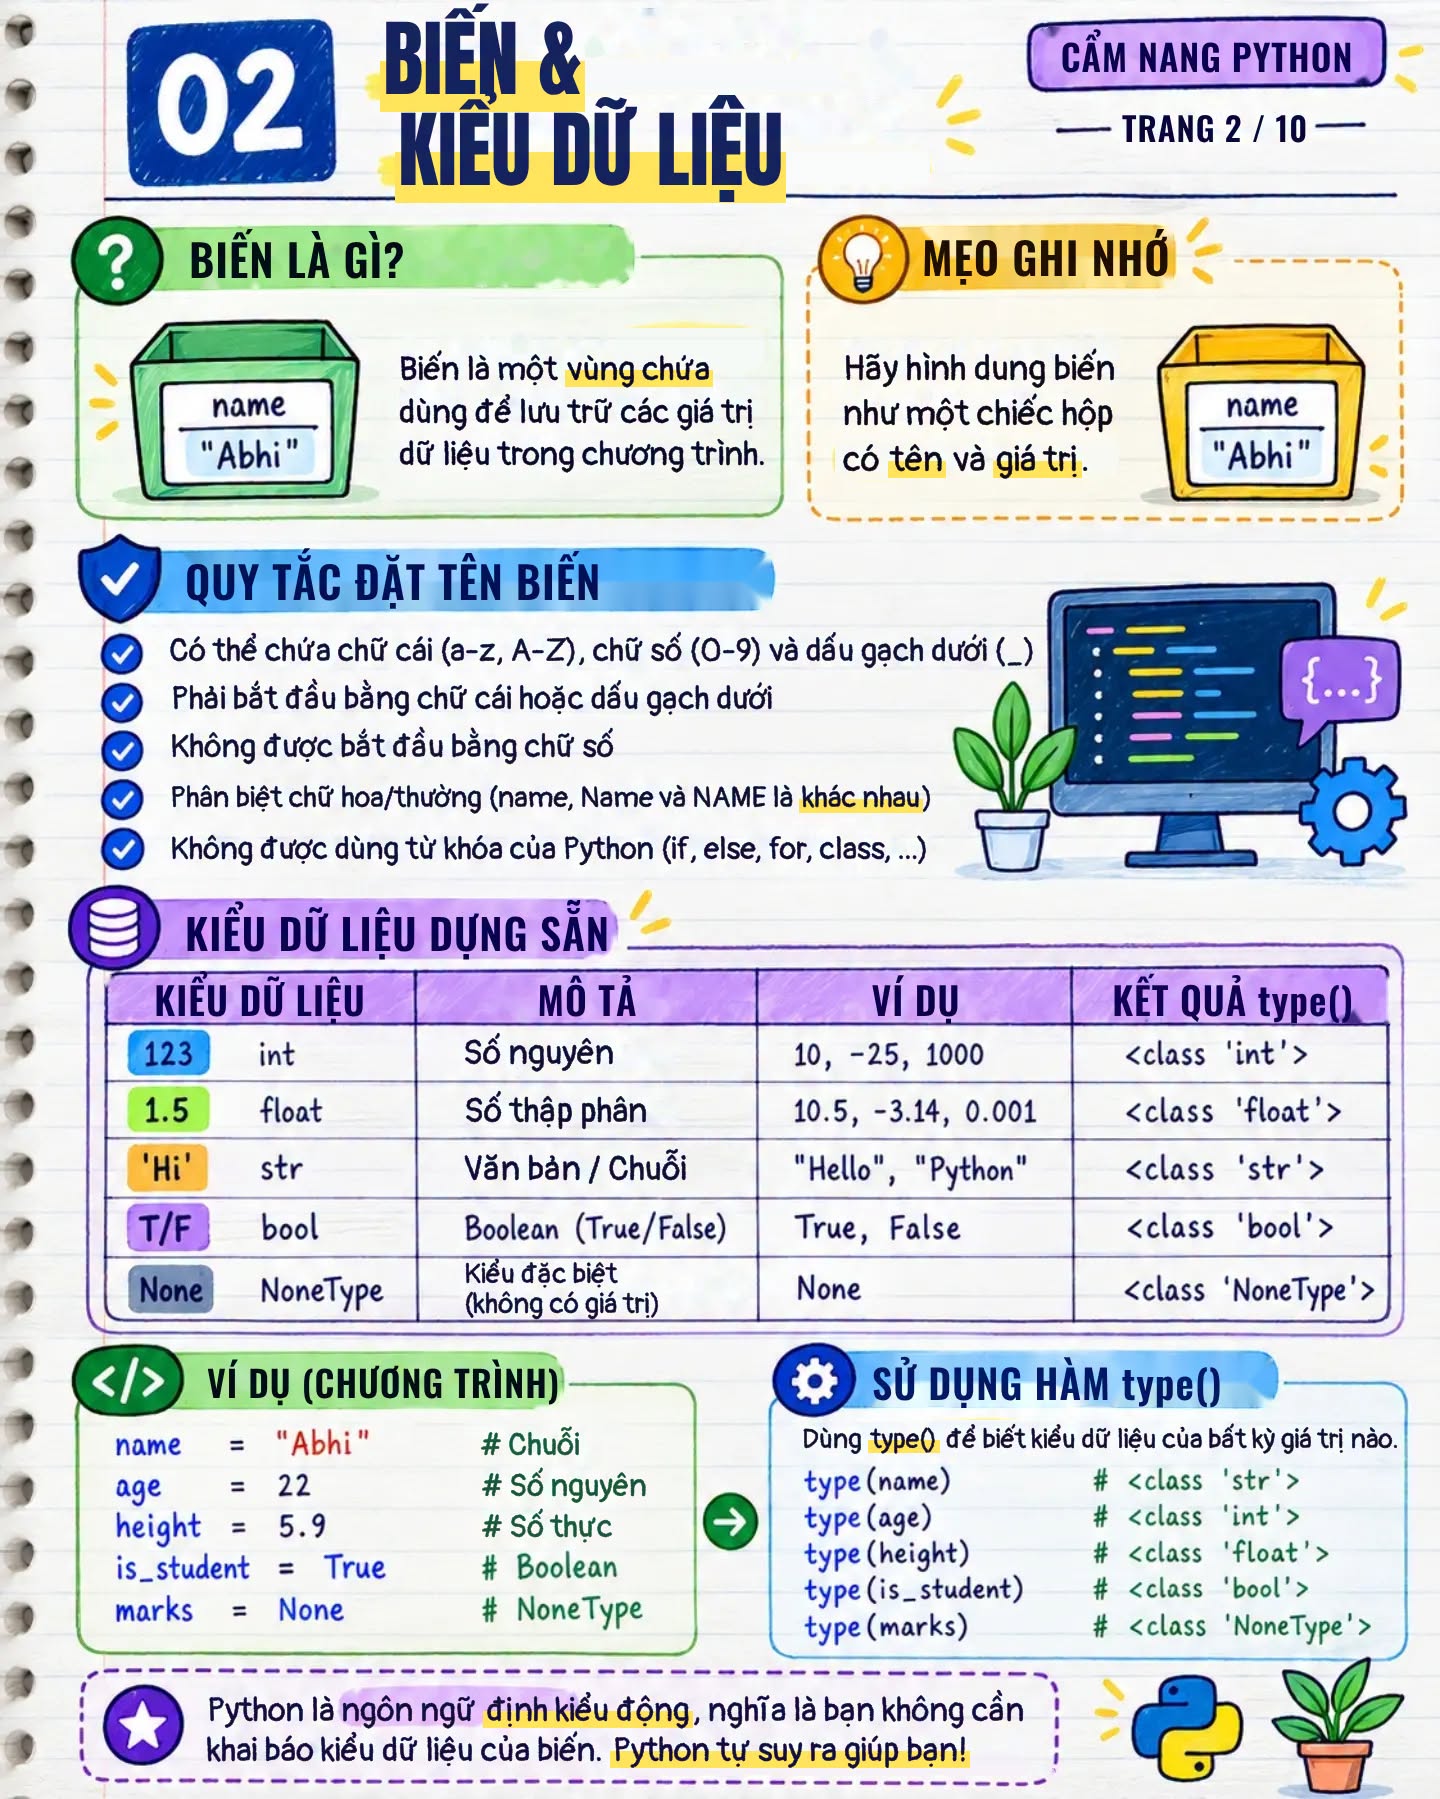 02
BIẾN &
KIỂU DỮ LIỆU
CẨM NANG PYTHON
TRANG 2 / 10
BIẾN LÀ GÌ?
name
"Abhi"
Biến là một vùng chứa
dùng để lưu trữ các giá trị
dữ liệu trong chương trình.
MẸO GHI NHỚ
Hãy hình dung biến
như một chiếc hộp
có tên và giá trị.
name
"Abhi"
QUY TẮC ĐẶT TÊN BIẾN
Có thể chứa chữ cái (a-z, A-Z), chữ số (0-9) và dấu gạch dưới (_)
Phải bắt đầu bằng chữ cái hoặc dấu gạch dưới
Không được bắt đầu bằng chữ số
Phân biệt chữ hoa/thường (name, Name và NAME là khác nhau)
Không được dùng từ khóa của Python (if, else, for, class, ...)
{...}
KIỂU DỮ LIỆU DỰNG SẴN
KIỂU DỮ LIỆU MÔ TẢ VÍ DỤ KẾT QUẢ type()
123 int Số nguyên 10, -25, 1000 <class 'int'>
1.5 float Số thập phân 10.5, -3.14, 0.001 <class 'float'>
'Hi' str Văn bản / Chuỗi "Hello", "Python" <class 'str'>
T/F bool Boolean (True/False) True, False <class 'bool'>
None NoneType Kiểu đặc biệt
(không có giá trị) None <class 'NoneType'>
</> VÍ DỤ (CHƯƠNG TRÌNH)
name = "Abhi" # Chuỗi
age = 22 # Số nguyên
height = 5.9 # Số thực
is_student = True # Boolean
marks = None # NoneType
SỬ DỤNG HÀM type()
Dùng type() để biết kiểu dữ liệu của bất kỳ giá trị nào.
type(name) # <class 'str'>
type(age) # <class 'int'>
type(height) # <class 'float'>
type(is_student) # <class 'bool'>
type(marks) # <class 'NoneType'>
Python là ngôn ngữ định kiểu động, nghĩa là bạn không cần
khai báo kiểu dữ liệu của biến. Python tự suy ra giúp bạn!